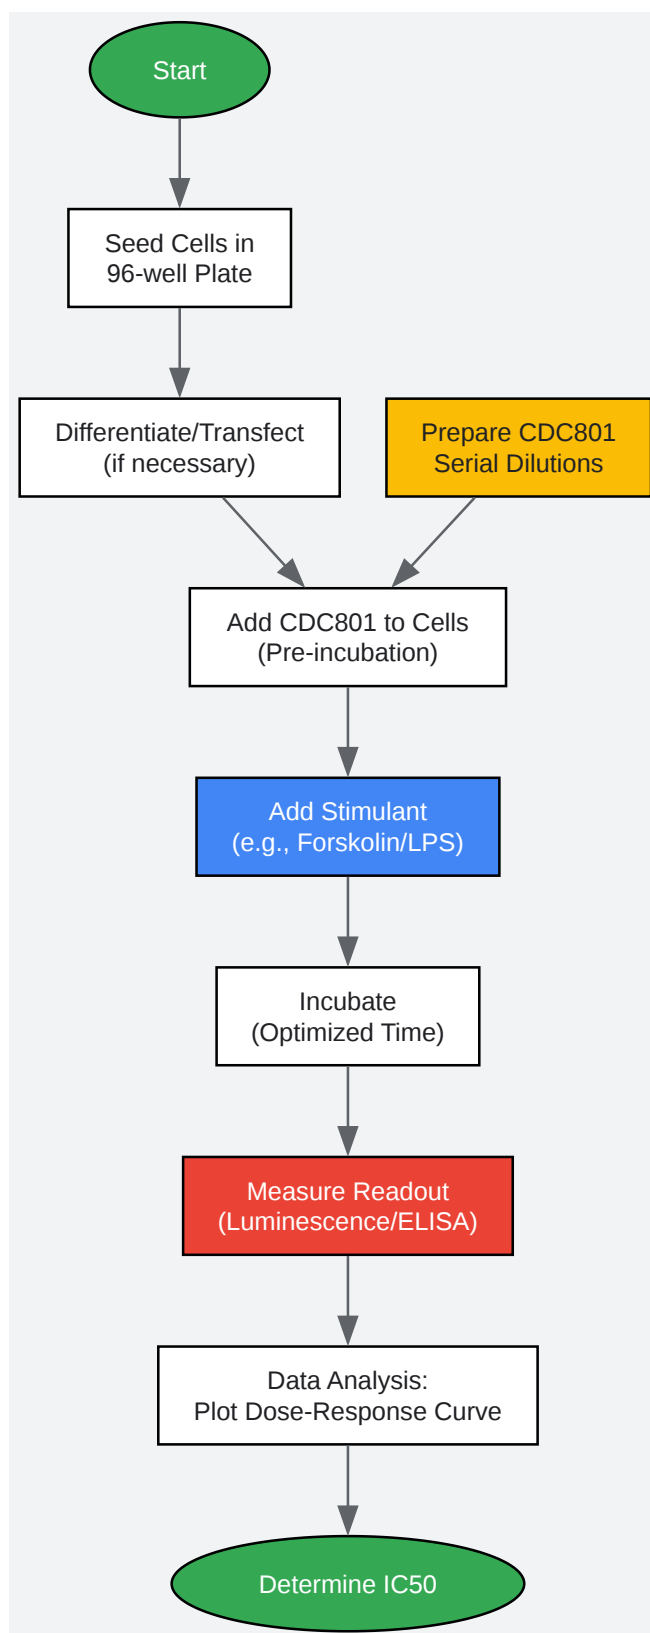 Start
Seed Cells in
96-well Plate
Differentiate/Transfect
(if necessary)
Prepare CDC801
Serial Dilutions
Add CDC801 to Cells
(Pre-incubation)
Add Stimulant
(e.g., Forskolin/LPS)
Incubate
(Optimized Time)
Measure Readout
(Luminescence/ELISA)
Data Analysis:
Plot Dose-Response Curve
Determine IC50